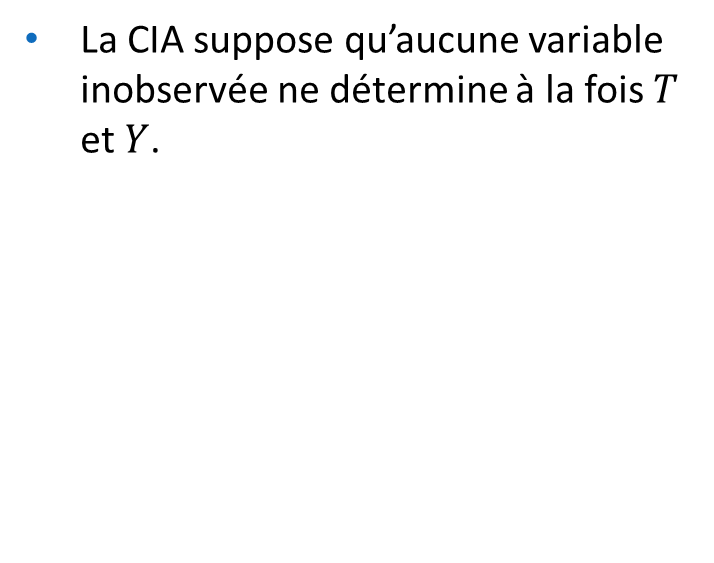 • La CIA suppose qu’aucune variable
inobservée ne détermine à la fois T
et Y.